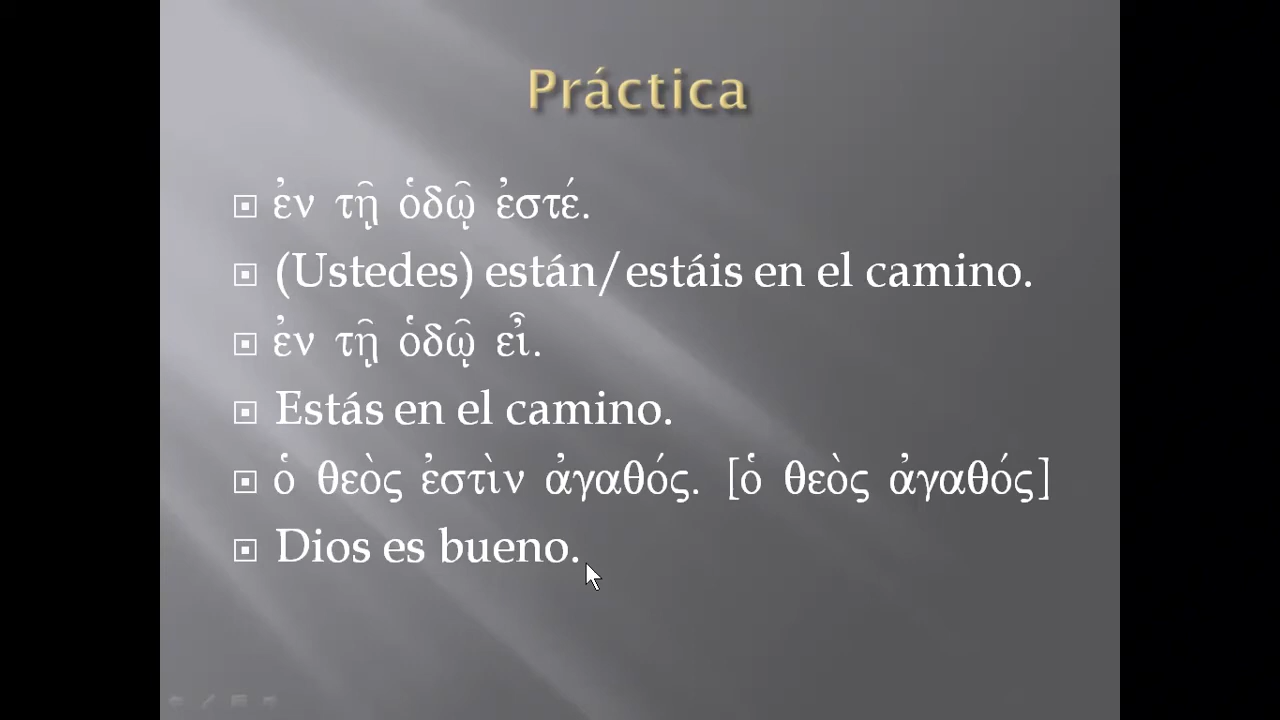 Práctica
ἐν τῇ ὁδῷ ἐστέ.
(Ustedes) están/estáis en el camino.
ἐν τῇ ὁδῷ εἶ.
Estás en el camino.
ὁ θεὸς ἐστὶν ἀγαθός. [ὁ θεὸς ἀγαθός]
Dios es bueno.